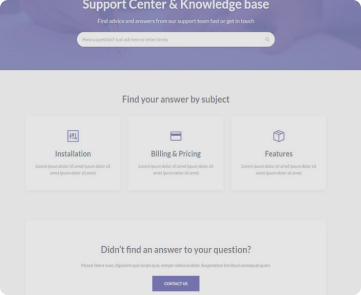 Support Center & Knowledge base
Find advice and answers from our support team fast or get in touch
Have a question? Just ask here or enter terms
Find your answer by subject
Installation
Billing & Pricing
Features
Lorem ipsum dolor sit amet ipsum dolor sit
amet ipsum dolor sit amet
Lorem ipsum dolor sit amet ipsum dolor sit
amet ipsum dolor sit amet
Lorem ipsum dolor sit amet ipsum dolor sit
amet ipsum dolor sit amet
Didn't find an answer to your question?
CONTACT US